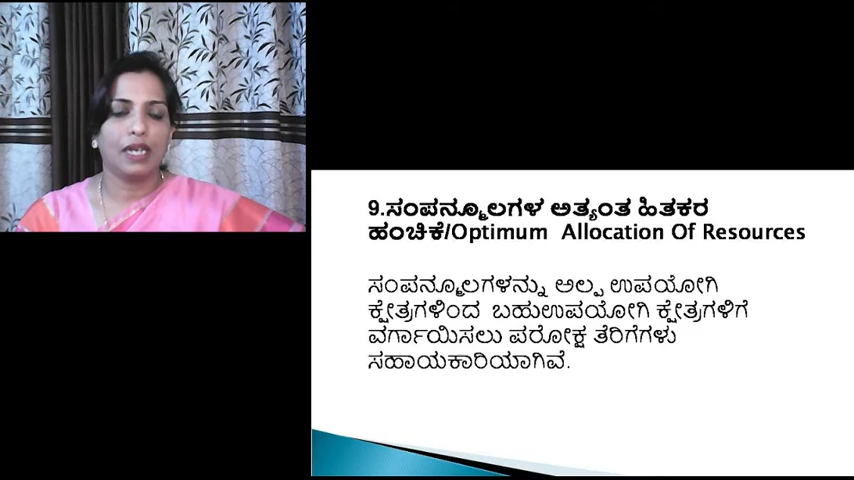 9.ಸಂಪನ್ಮೂಲಗಳ ಅತ್ಯಂತ ಹಿತಕರ
ಹಂಚಿಕೆ/Optimum Allocation Of Resources
ಸಂಪನ್ಮೂಲಗಳನ್ನು ಅಲ್ಪ ಉಪಯೋಗಿ
ಕ್ಷೇತ್ರಗಳಿಂದ ಬಹುಉಪಯೋಗಿ ಕ್ಷೇತ್ರಗಳಿಗೆ
ವರ್ಗಾಯಿಸಲು ಪರೋಕ್ಷ ತೆರಿಗೆಗಳು
ಸಹಾಯಕಾರಿಯಾಗಿವೆ.